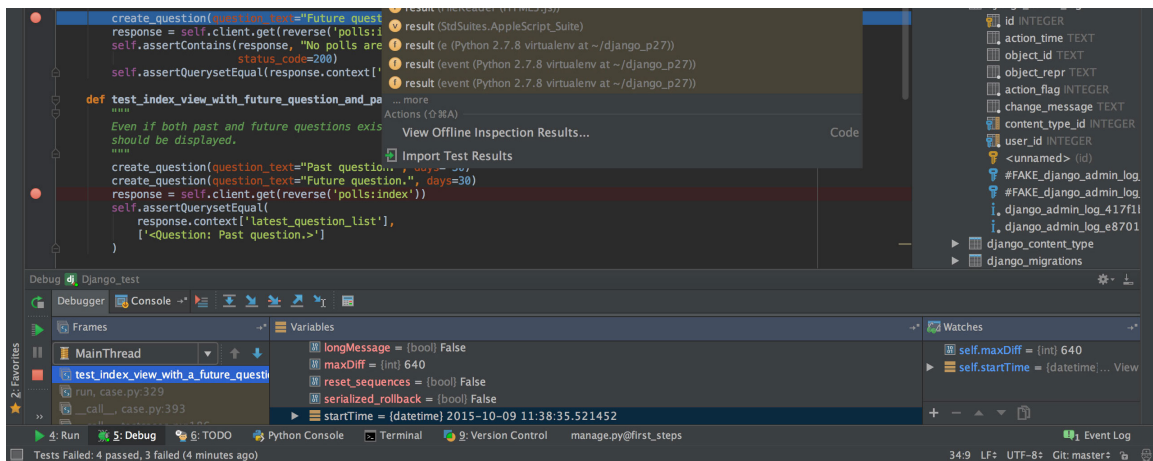 create_question(question_text="Future quest
response = self.client.get(reverse('polls:i
self.assertContains(response, "No polls are
status_code=200)
self.assertQuerysetEqual(response.context['
def test_index_view_with_future_question_and_pa
"""
Even if both past and future questions exis
should be displayed.
"""
create_question(question_text="Past question.", days=-30)
create_question(question_text="Future question.", days=30)
response = self.client.get(reverse('polls:index'))
self.assertQuerysetEqual(
response.context['latest_question_list'],
['<Question: Past question.>']
)
result (StdSuites.AppleScript_Suite)
result (e (Python 2.7.8 virtualenv at ~/django_p27))
result (event (Python 2.7.8 virtualenv at ~/django_p27))
result (event (Python 2.7.8 virtualenv at ~/django_p27))
... more
Actions (⇧⌘A)
View Offline Inspection Results... Code
Import Test Results
id INTEGER
action_time TEXT
object_id TEXT
object_repr TEXT
action_flag INTEGER
change_message TEXT
content_type_id INTEGER
user_id INTEGER
<unnamed> (id)
#FAKE_django_admin_log_
#FAKE_django_admin_log_
django_admin_log_417f1
django_admin_log_e8701
django_content_type
django_migrations
Debug dj Django_test
Debugger Console
Frames
MainThread
test_index_view_with_a_future_questi
run, case.py:329
__call__, case.py:393
Variables
longMessage = {bool} False
maxDiff = {int} 640
reset_sequences = {bool} False
serialized_rollback = {bool} False
startTime = {datetime} 2015-10-09 11:38:35.521452
Watches
self.maxDiff = {int} 640
self.startTime = {datetime}... View
2: Favorites
4: Run 5: Debug 6: TODO Python Console Terminal 9: Version Control manage.py@first_steps 1 Event Log
Tests Failed: 4 passed, 3 failed (4 minutes ago) 34:9 LF÷ UTF-8÷ Git: master÷